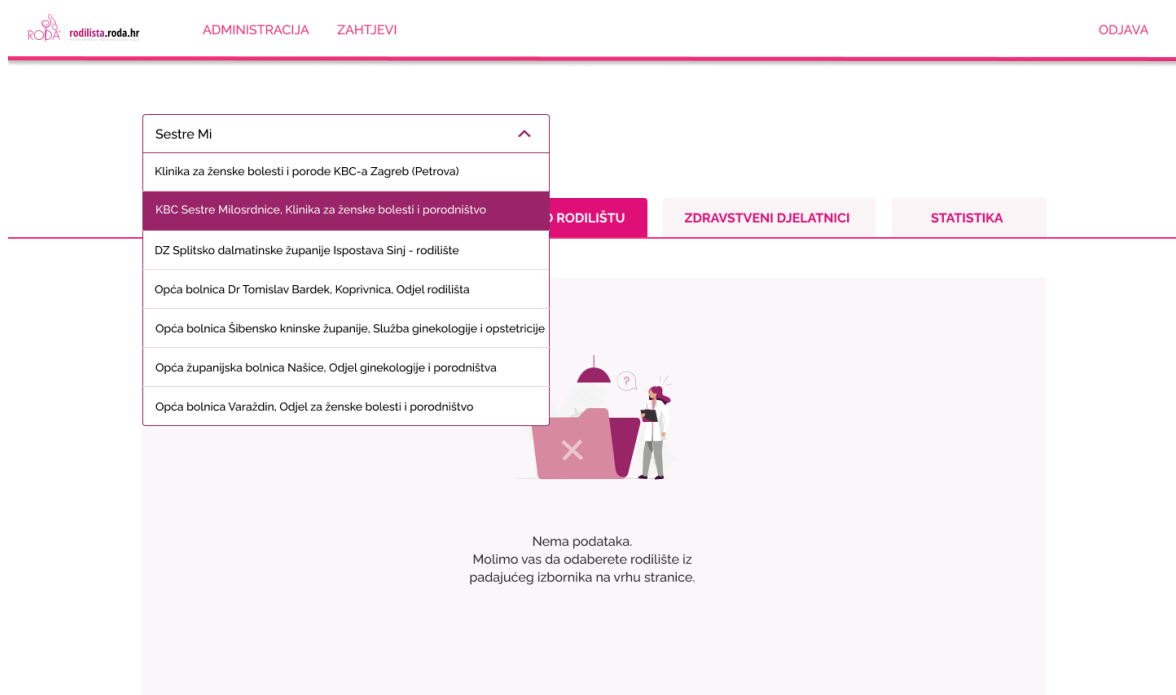 RODA rodilista.roda.hr ADMINISTRACIJA ZAHTJEVI ODJAVA
Sestre Mi
Klinika za ženske bolesti i porode KBC-a Zagreb (Petrova)
KBC Sestre Milosrdnice, Klinika za ženske bolesti i porodništvo
DZ Splitsko dalmatinske županije Ispostava Sinj - rodilište
Opća bolnica Dr Tomislav Bardek, Koprivnica, Odjel rodilišta
Opća bolnica Šibensko kninske županije, Služba ginekologije i opstetricije
Opća županijska bolnica Našice, Odjel ginekologije i porodništva
Opća bolnica Varaždin, Odjel za ženske bolesti i porodništvo
RODILIŠTU ZDRAVSTVENI DJELATNICI STATISTIKA
?
Nema podataka.
Molimo vas da odaberete rodilište iz
padajućeg izbornika na vrhu stranice.